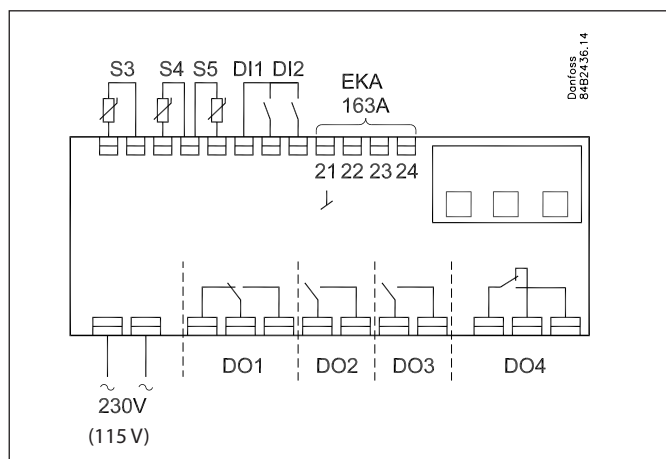 S3 S4 S5 DI1 DI2
EKA
163A
Danfoss
84B2436.14
21 22 23 24
DO1 DO2 DO3 DO4
230V
(115 V)